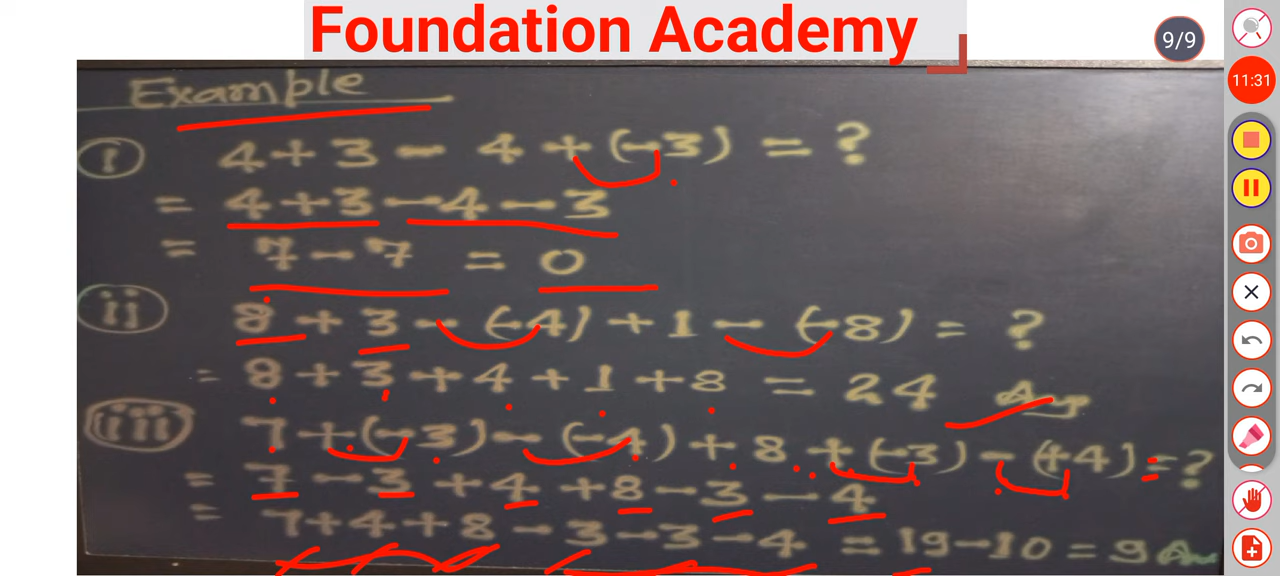 Foundation Academy
9/9
11:31
Example
(i) 4+3-4+(-3) = ?
= 4+3-4-3
= 7-7 = 0
(ii) 8+3-(-4)+1-(-8) = ?
= 8+3+4+1+8 = 24 Ans
(iii) 7+(-3)-(-4)+8+(-3)-(+4)=?
= 7-3+4+8-3-4
= 7+4+8-3-3-4 = 19-10=9 Ans